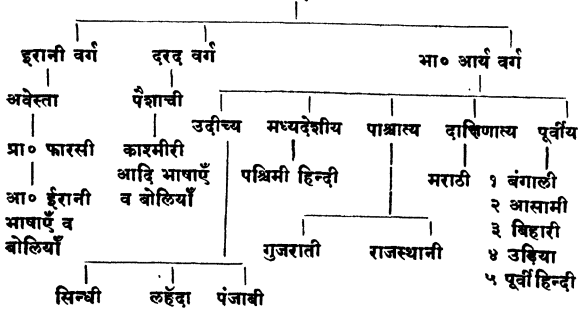 इरानी वर्ग दरद वर्ग भा० आर्य वर्ग
अवेस्ता पैशाची
उदीच्य मध्यदेशीय पाश्चात्य दाक्षिणात्य पूर्वीय
प्रा० फारसी काश्मीरी
आदि भाषाएँ
व बोलियाँ
पश्चिमी हिन्दी मराठी १ बंगाली
आ० ईरानी
भाषाएँ व
बोलियाँ
२ आसामी
३ बिहारी
गुजराती राजस्थानी ४ उड़िया
५ पूर्वी हिन्दी
सिन्धी लहँदा पंजाबी